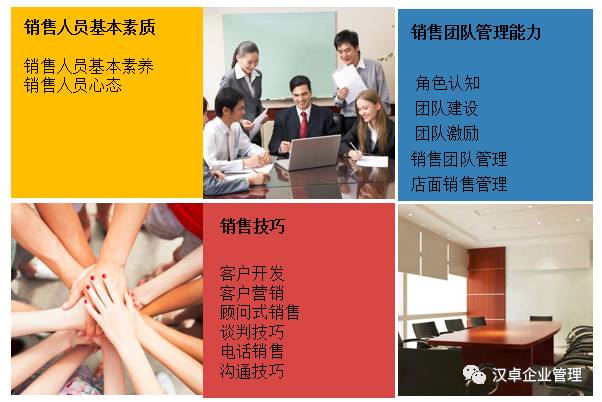 销售人员基本素质
销售人员基本素养
销售人员心态
销售团队管理能力
角色认知
团队建设
团队激励
销售团队管理
店面销售管理
销售技巧
客户开发
客户营销
顾问式销售
谈判技巧
电话销售
沟通技巧
汉卓企业管理